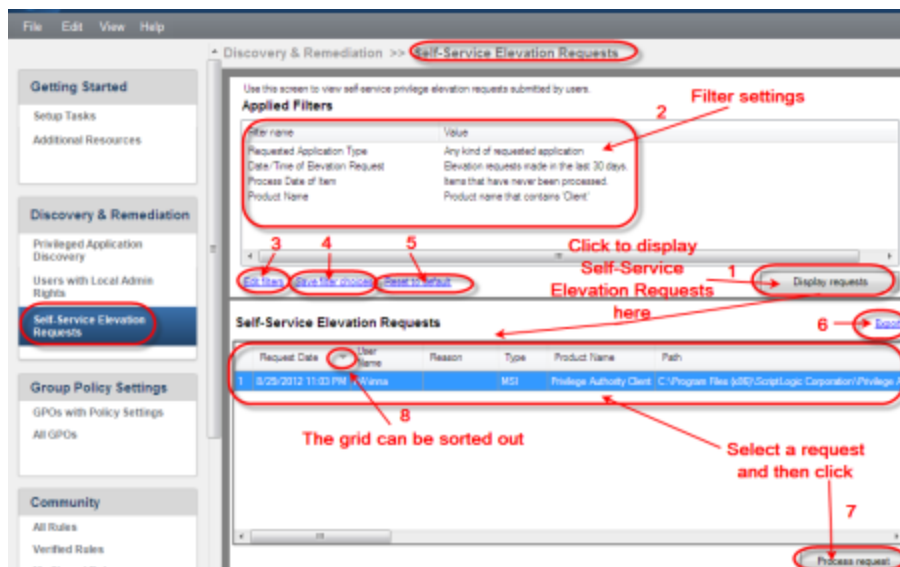 File Edit View Help
Discovery & Remediation >> Self-Service Elevation Requests
Getting Started
Setup Tasks
Additional Resources
Discovery & Remediation
Privileged Application
Discovery
Users with Local Admin
Rights
Self-Service Elevation
Requests
Group Policy Settings
GPOs with Policy Settings
All GPOs
Community
All Rules
Verified Rules
Use this screen to view self-service privilege elevation requests submitted by users.
Applied Filters
Filter settings
2
Filter name Value
Requested Application Type Any kind of requested application
Date/Time of Elevation Request Elevation requests made in the last 30 days.
Process Date of Item Items that have never been processed.
Product Name Product name that contains 'Client'
3 4 5
Edit filters Save filter choices Reset to default
Click to display
Self-Service
Elevation Requests
here
1
Display requests
Self-Service Elevation Requests
6
Export
Request Date User Name Reason Type Product Name Path
1 8/25/2012 11:03 PM MSI Privilege Authority Client C:\Program Files (x86)\ScriptLogic Corporation\Privilege A
8
The grid can be sorted out
Select a request
and then click
7
Process request